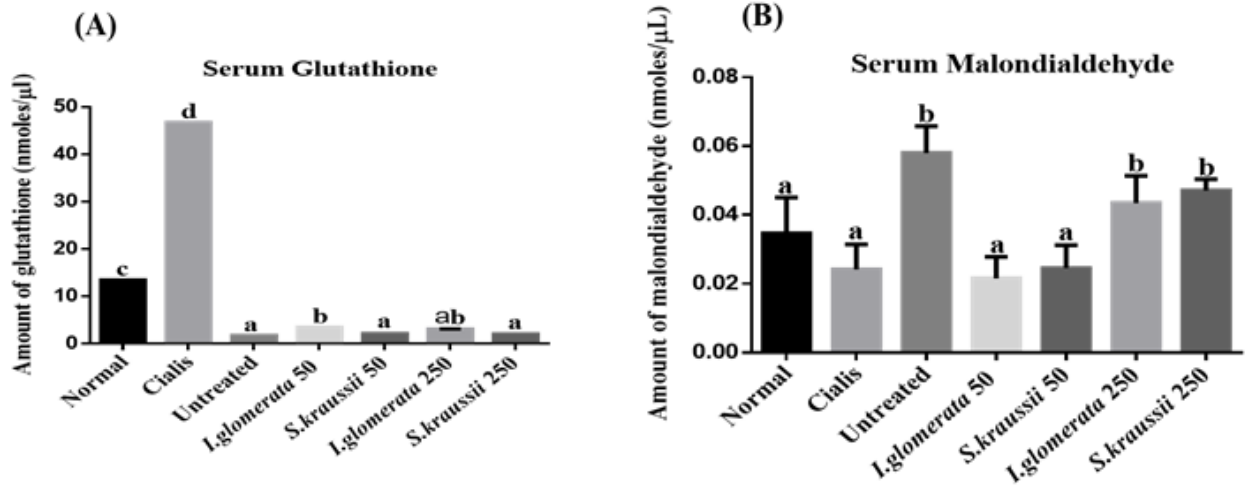 (A)
Serum Glutathione
Amount of glutathione (nmoles/µl)
50
40
30
20
10
0
c
d
a
b
a
ab
a
Normal
Cialis
Untreated
I.glomerata 50
S.kraussii 50
I.glomerata 250
S.kraussii 250
(B)
Serum Malondialdehyde
Amount of malondialdehyde (nmoles/µL)
0.08
0.06
0.04
0.02
0.00
a
a
b
a
a
b
b
Normal
Cialis
Untreated
I.glomerata 50
S.kraussii 50
I.glomerata 250
S.kraussii 250